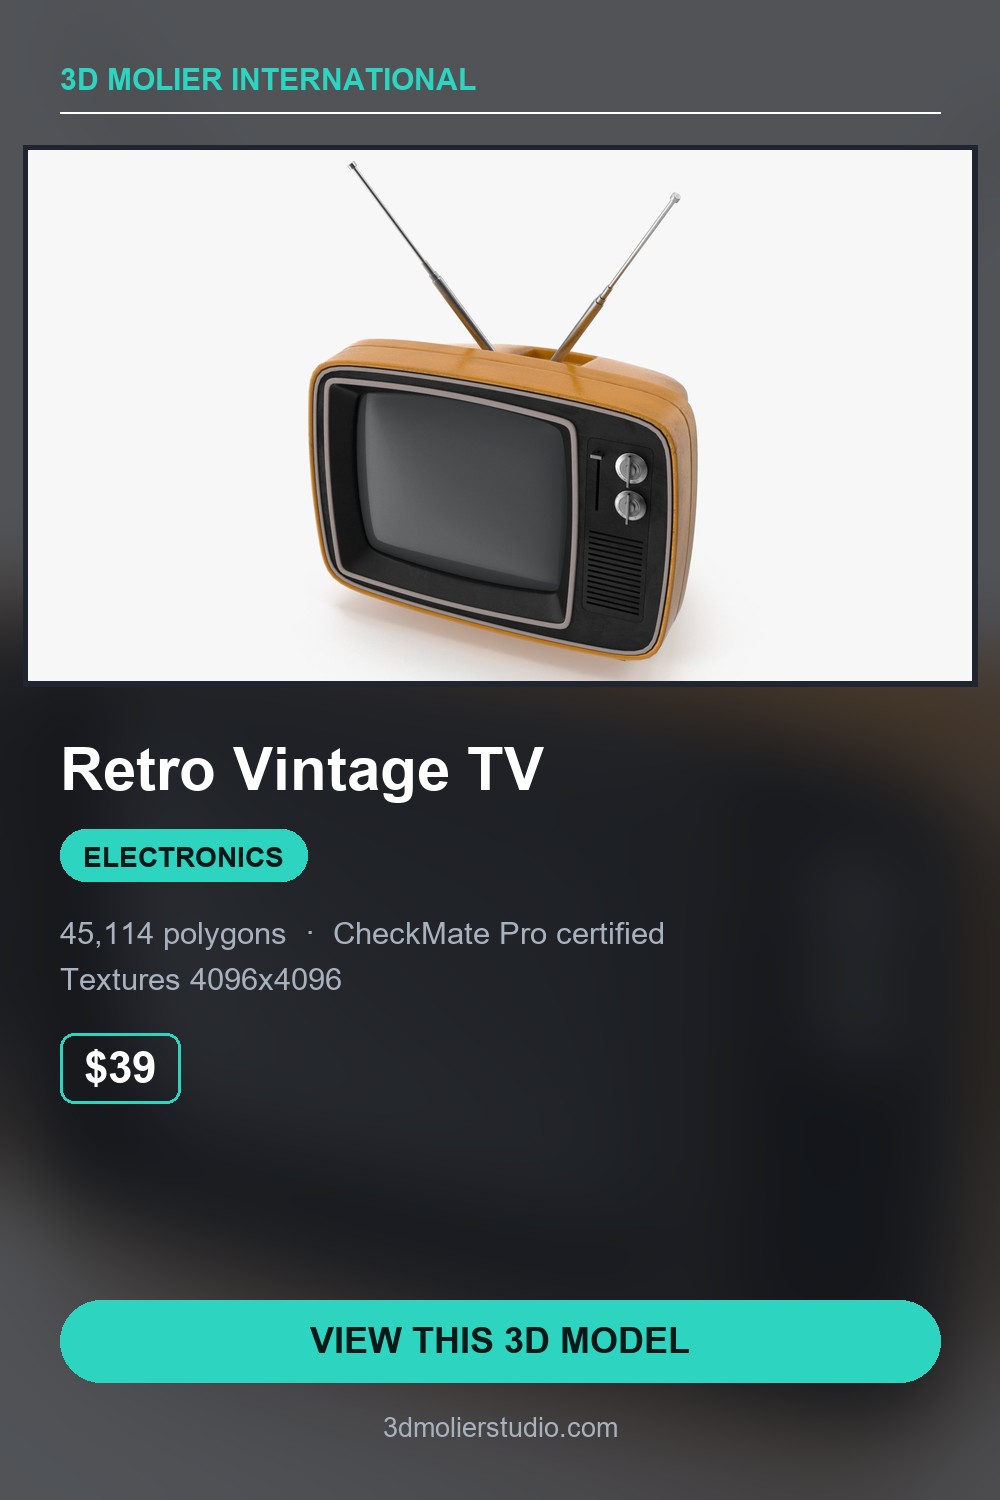 3D MOLIER INTERNATIONAL
Retro Vintage TV
ELECTRONICS
45,114 polygons · CheckMate Pro certified
Textures 4096x4096
$39
VIEW THIS 3D MODEL
3dmolierstudio.com